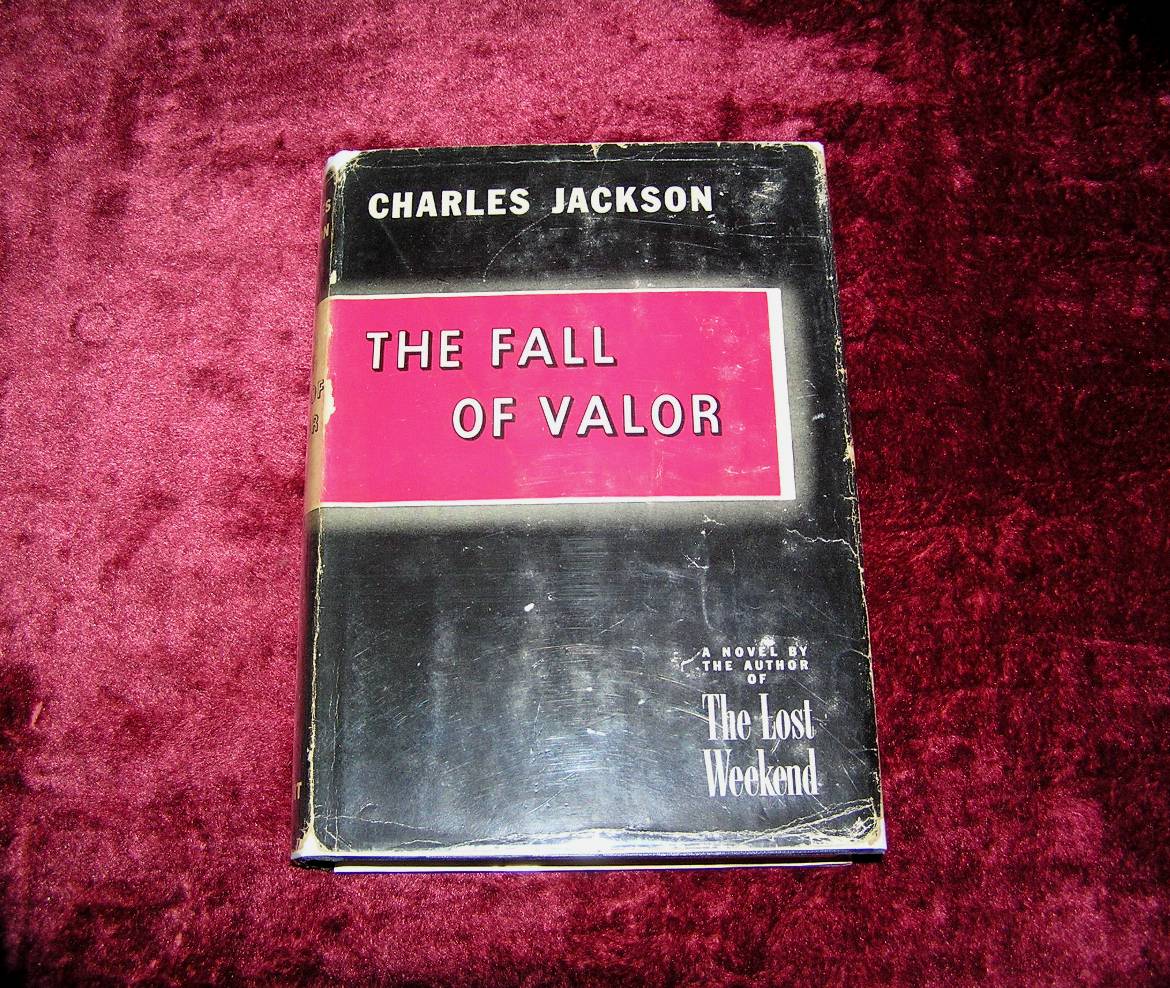 CHARLES JACKSON
THE FALL
OF VALOR
A NOVEL BY
THE AUTHOR
OF
The Lost
Weekend